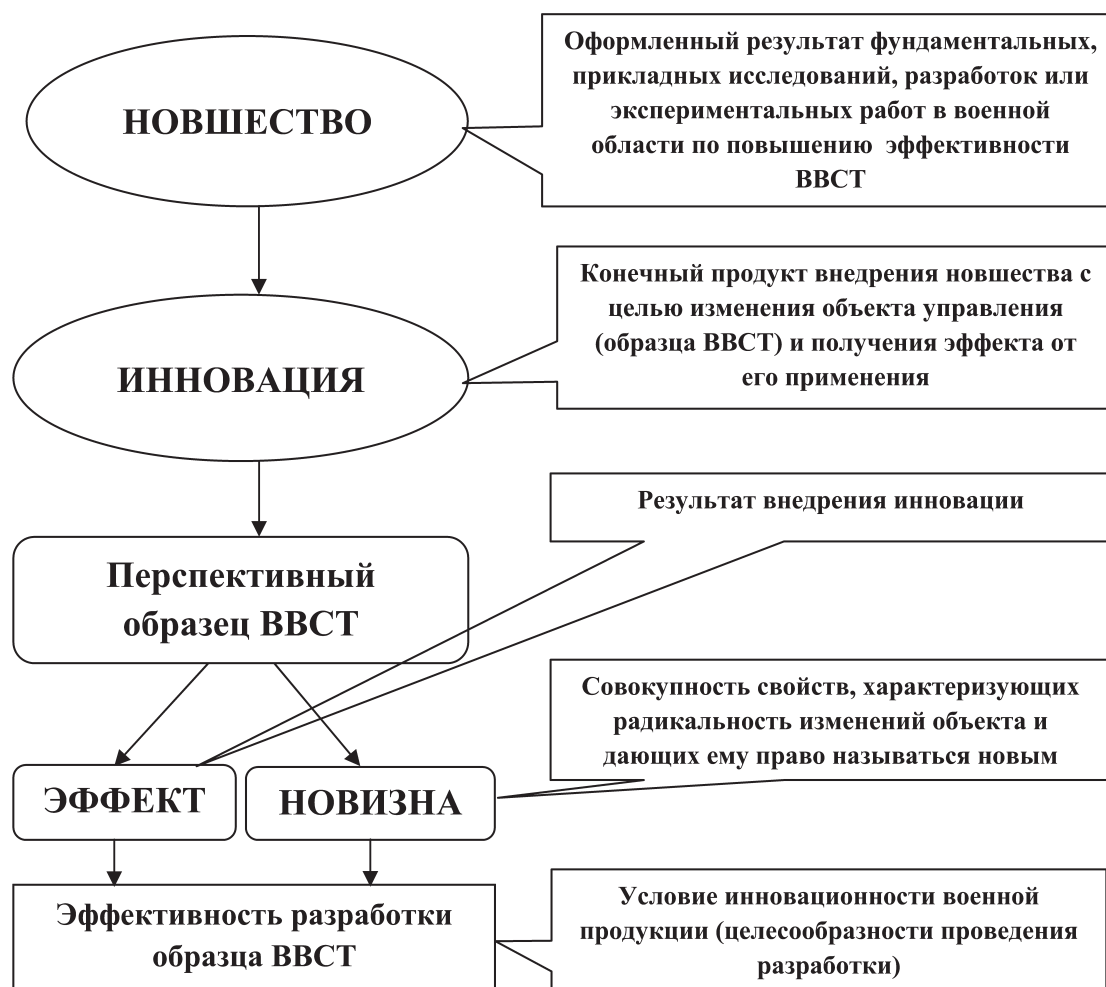 НОВШЕСТВО
Оформленный результат фундаментальных,
прикладных исследований, разработок или
экспериментальных работ в военной
области по повышению эффективности
ВВСТ
ИННОВАЦИЯ
Конечный продукт внедрения новшества с
целью изменения объекта управления
(образца ВВСТ) и получения эффекта от
его применения
Результат внедрения инновации
Перспективный
образец ВВСТ
Совокупность свойств, характеризующих
радикальность изменений объекта и
дающих ему право называться новым
ЭФФЕКТ
НОВИЗНА
Эффективность разработки
образца ВВСТ
Условие инновационности военной
продукции (целесообразности проведения
разработки)